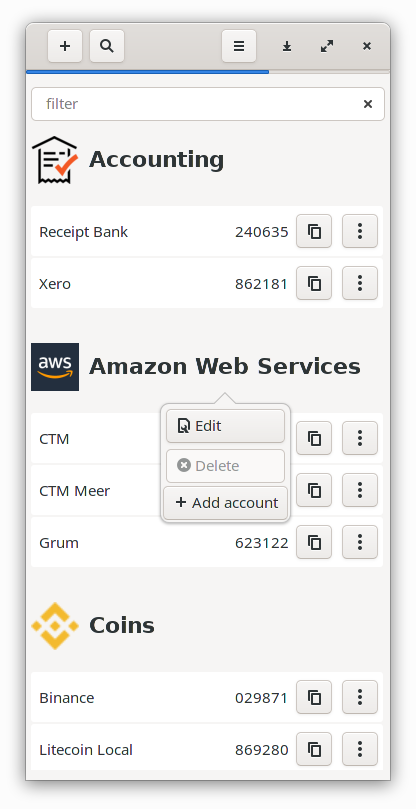 filter
Accounting
Receipt Bank 240635
Xero 862181
aws Amazon Web Services
Edit
CTM
Delete
CTM Meer
Add account
Grum 623122
Coins
Binance 029871
Litecoin Local 869280